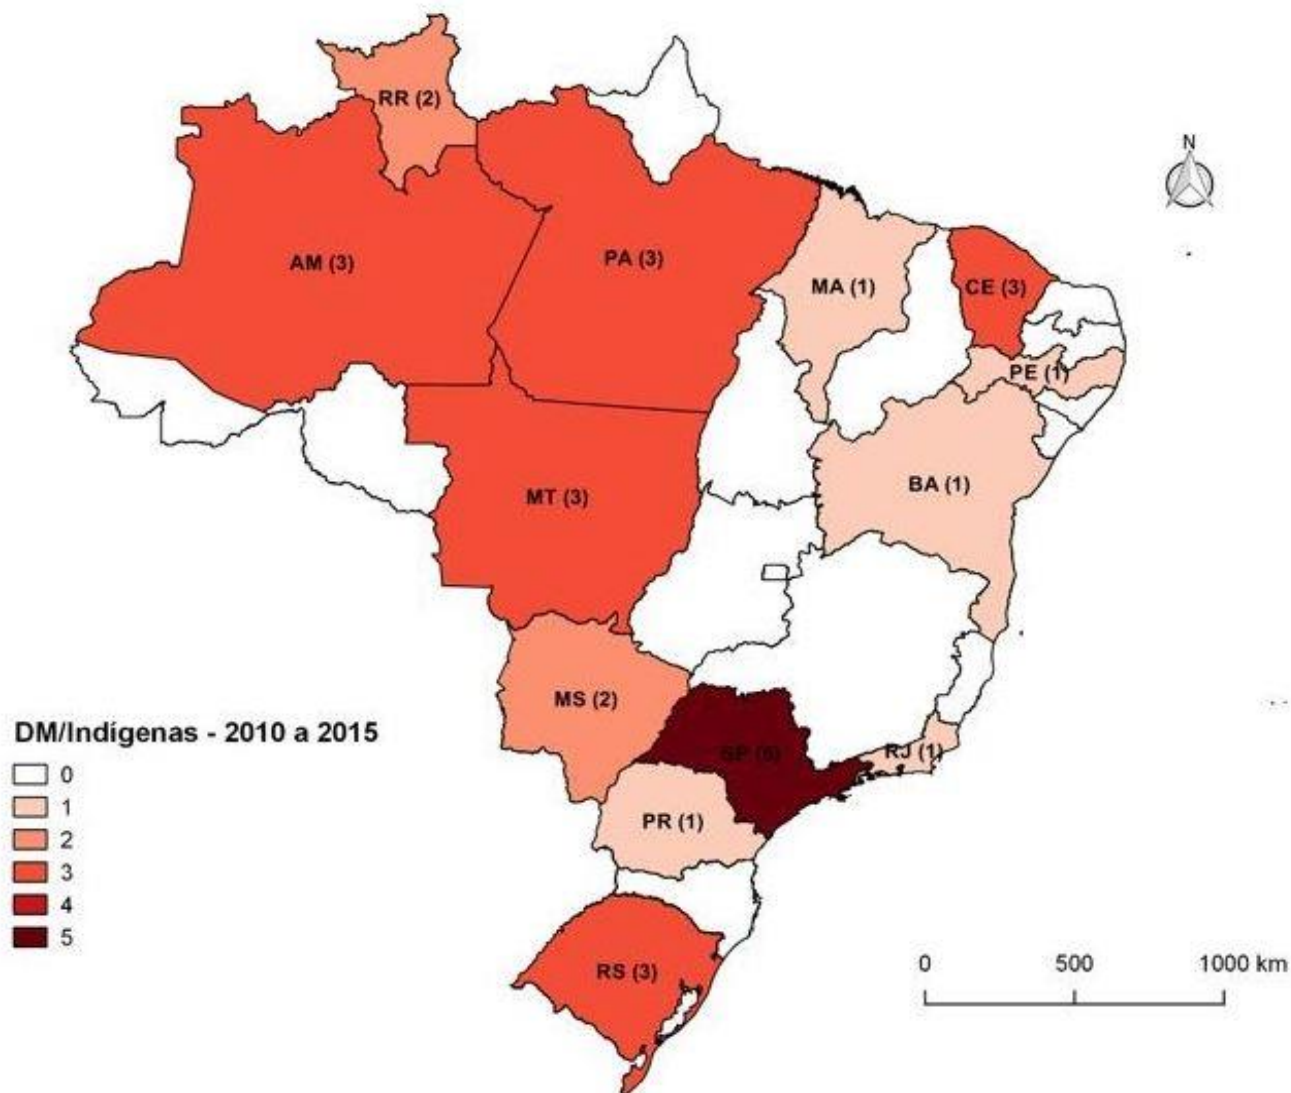 RR (2)
N
AM (3)
PA (3)
MA (1)
CE (3)
PE (1)
BA (1)
MT (3)
MS (2)
DM/Indígenas - 2010 a 2015
0
1
2
3
4
5
SP
RJ (1)
PR (1)
RS (3)
0 500 1000 km